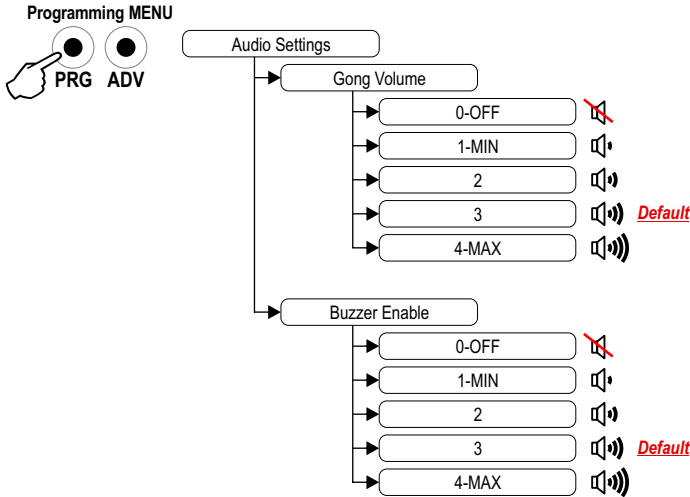 Programming MENU
PRG ADV
Audio Settings
Gong Volume
0-OFF
1-MIN
2
3 Default
4-MAX
Buzzer Enable
0-OFF
1-MIN
2
3 Default
4-MAX